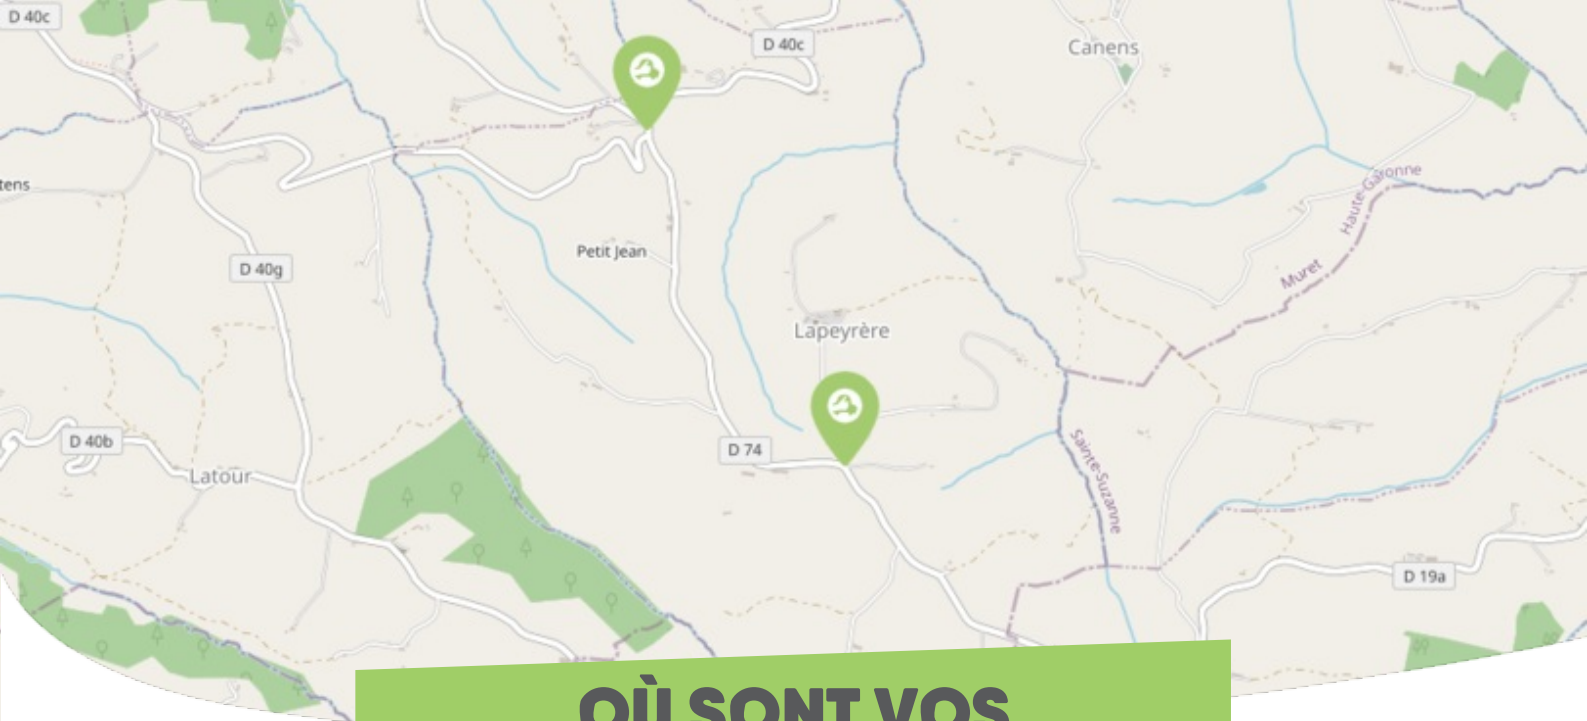 D 40c
D 40c
Canens
tens
Haute-Garonne
Petit Jean
D 40g
Muret
Lapeyrère
D 40b
D 74
Latour
Sainte-Suzanne
D 19a
OÙ SONT VOS